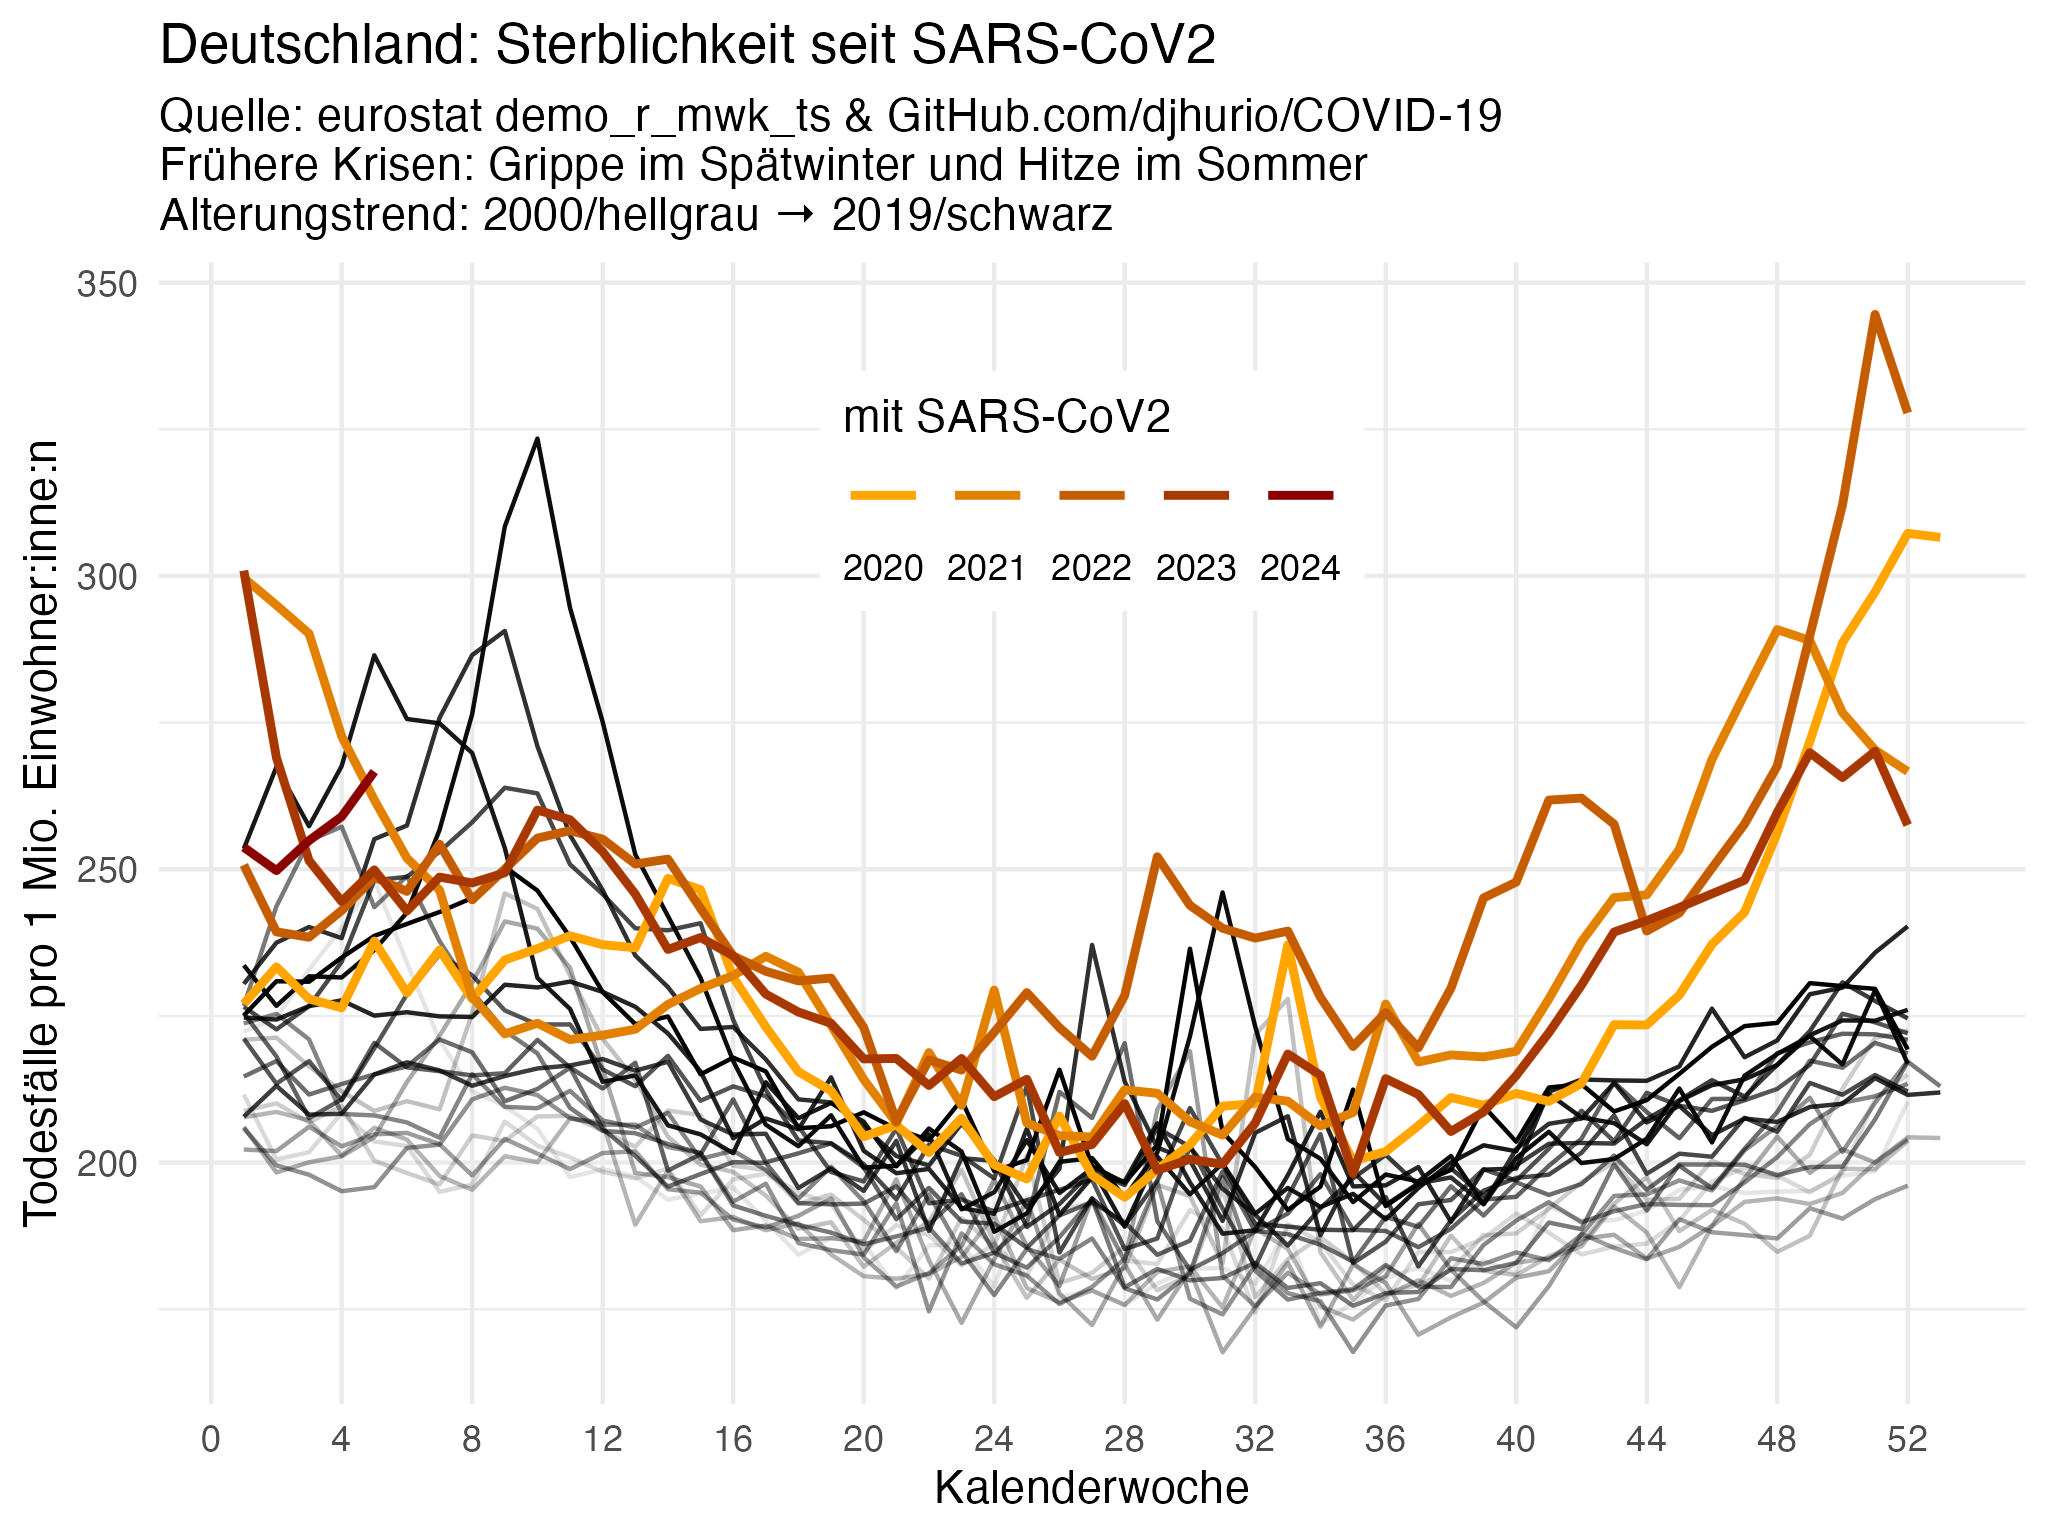 Deutschland: Sterblichkeit seit SARS-CoV2
Quelle: eurostat demo_r_mwk_ts & GitHub.com/djhurio/COVID-19
Frühere Krisen: Grippe im Spätwinter und Hitze im Sommer
Alterungstrend: 2000/hellgrau → 2019/schwarz
Todesfälle pro 1 Mio. Einwohner:inne:n
350
300
250
200
mit SARS-CoV2
2020 2021 2022 2023 2024
0 4 8 12 16 20 24 28 32 36 40 44 48 52
Kalenderwoche